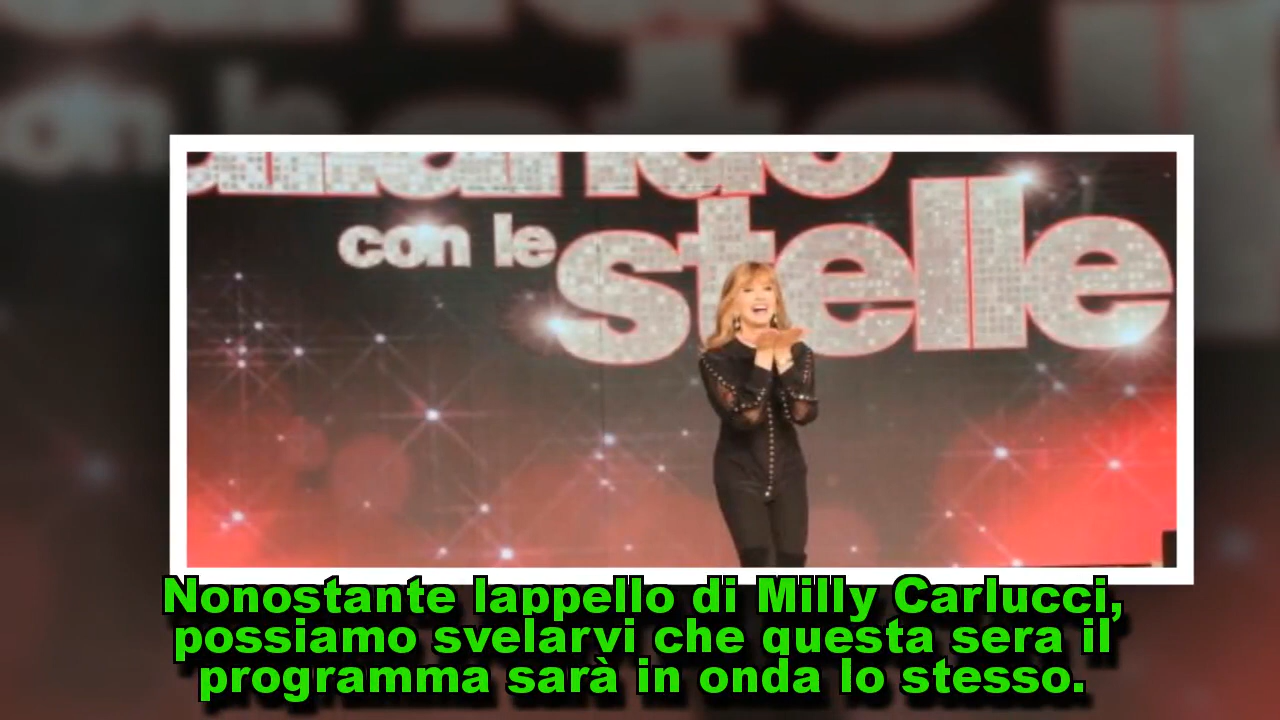 con le
stelle
Nonostante lappello di Milly Carlucci,
possiamo svelarvi che questa sera il
programma sarà in onda lo stesso.